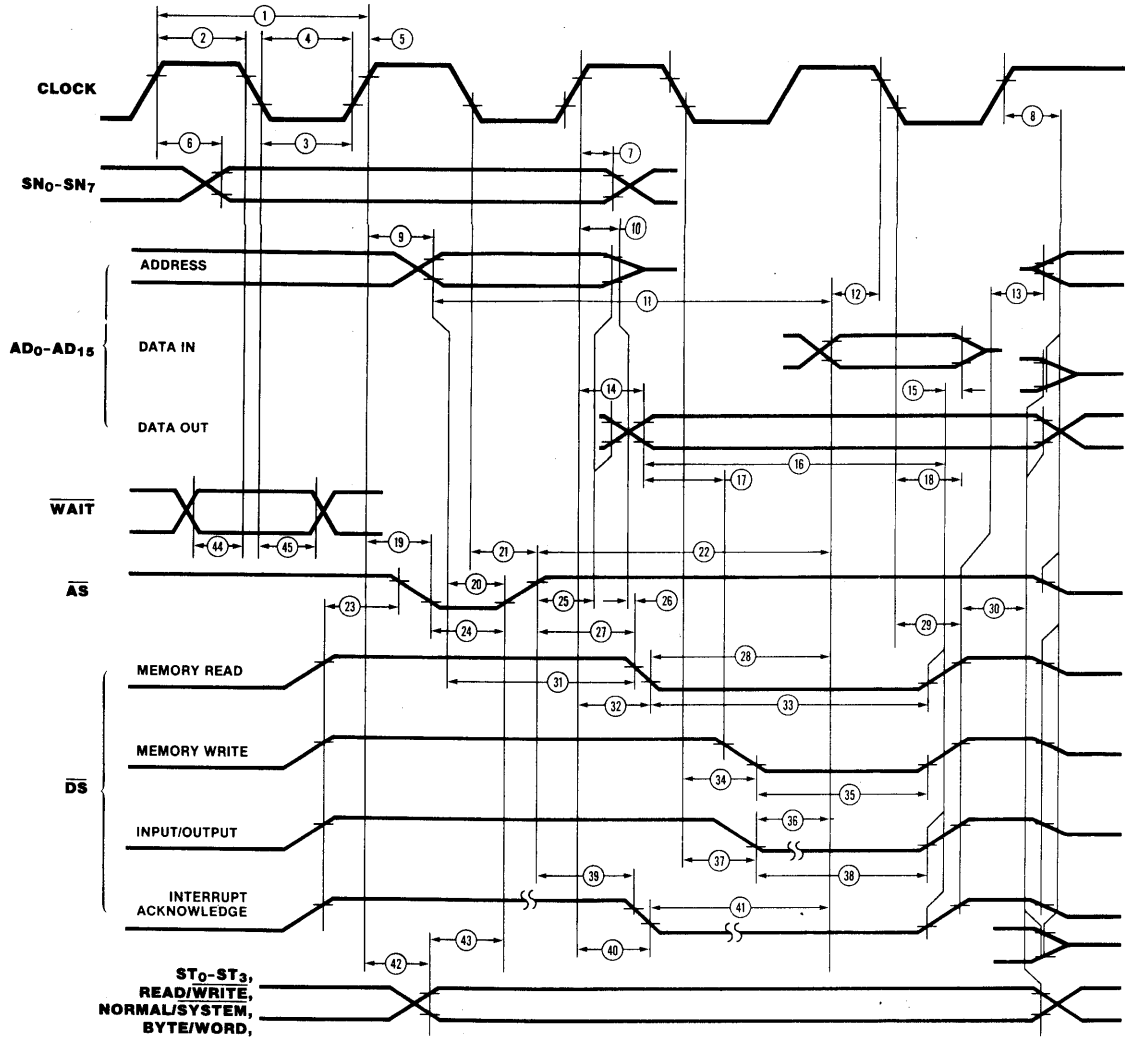 1
2
4
5
CLOCK
8
6
3
7
SN0-SN7
10
9
ADDRESS
11
12
13
AD0-AD15
DATA IN
14
15
DATA OUT
16
17
18
WAIT
44
45
19
21
22
AS
20
23
25
26
24
27
29
30
28
MEMORY READ
31
32
33
MEMORY WRITE
34
35
DS
36
INPUT/OUTPUT
37
38
39
INTERRUPT
ACKNOWLEDGE
41
43
40
42
ST0-ST3,
READ/WRITE,
NORMAL/SYSTEM,
BYTE/WORD,